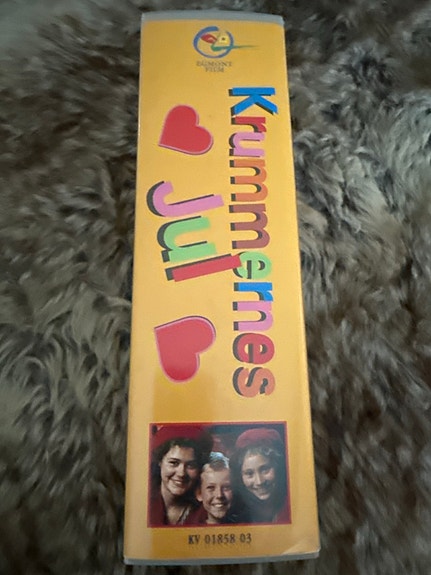 EGMONT
FILM
Krummernes
Jul
KV 01858 03